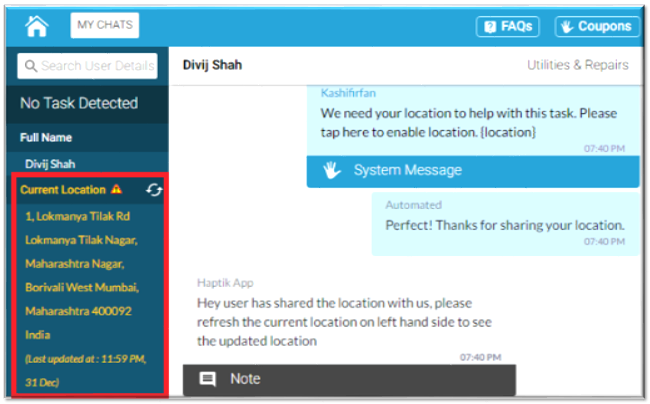 MY CHATS
FAQs
Coupons
Search User Details
Divij Shah
Utilities & Repairs
No Task Detected
Full Name
Divij Shah
Current Location
1, Lokmanya Tilak Rd
Lokmanya Tilak Nagar,
Maharashtra Nagar,
Borivali West Mumbai,
Maharashtra 400092
India
(Last updated at : 11:59 PM,
31 Dec)
Kashifirfan
We need your location to help with this task. Please
tap here to enable location. {location}
07:40 PM
System Message
Automated
Perfect! Thanks for sharing your location.
07:40 PM
Haptik App
Hey user has shared the location with us, please
refresh the current location on left hand side to see
the updated location
07:40 PM
Note